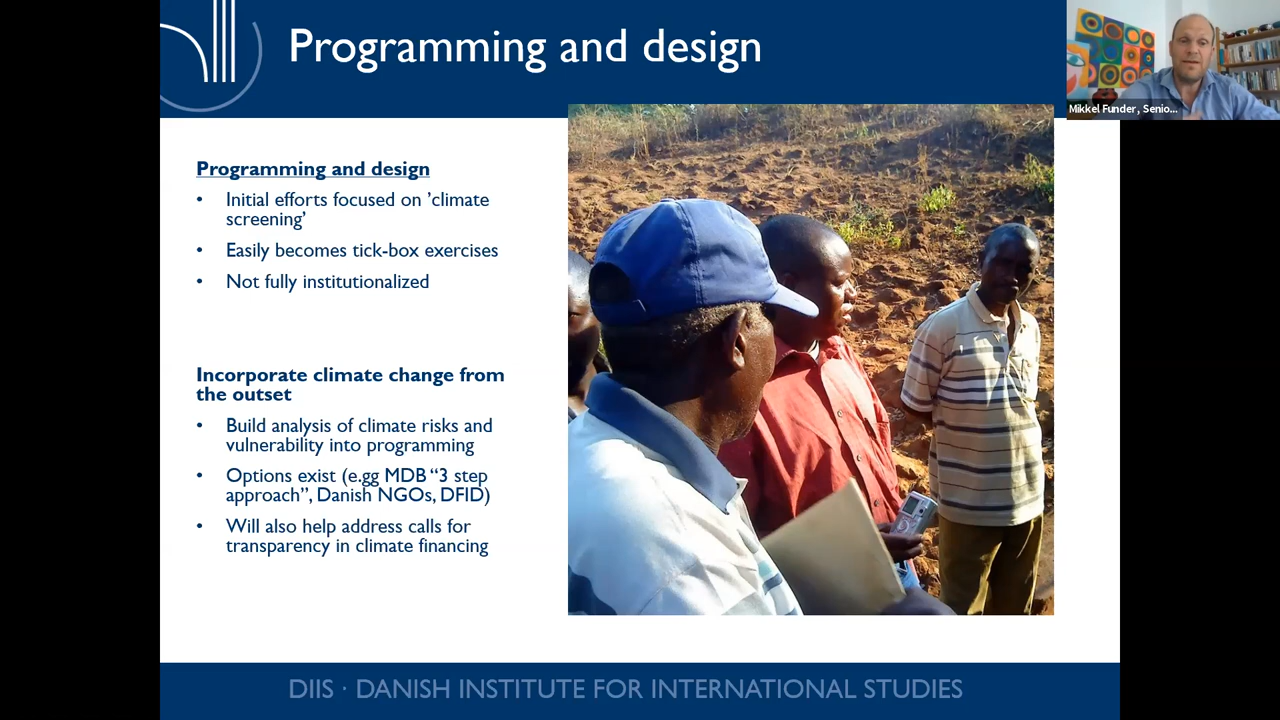 Programming and design
Mikkel Funder, Senio...
Programming and design
• Initial efforts focused on ’climate
screening’
• Easily becomes tick-box exercises
• Not fully institutionalized
Incorporate climate change from
the outset
• Build analysis of climate risks and
vulnerability into programming
• Options exist (e.gg MDB “3 step
approach”, Danish NGOs, DFID)
• Will also help address calls for
transparency in climate financing
DIIS · DANISH INSTITUTE FOR INTERNATIONAL STUDIES